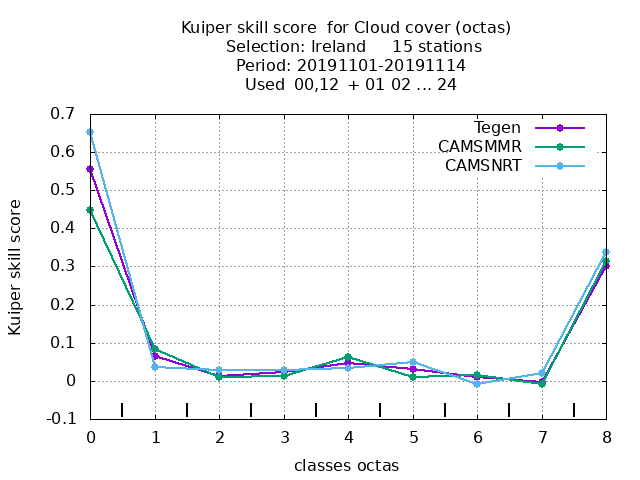 Kuiper skill score  for Cloud cover (octas)
Selection: Ireland     15 stations
Period: 20191101-20191114
Used  00,12  + 01 02 ... 24
Tegen
CAMSMMR
CAMSNRT
Kuiper skill score
0.7
0.6
0.5
0.4
0.3
0.2
0.1
0
-0.1
0 1 2 3 4 5 6 7 8
classes octas